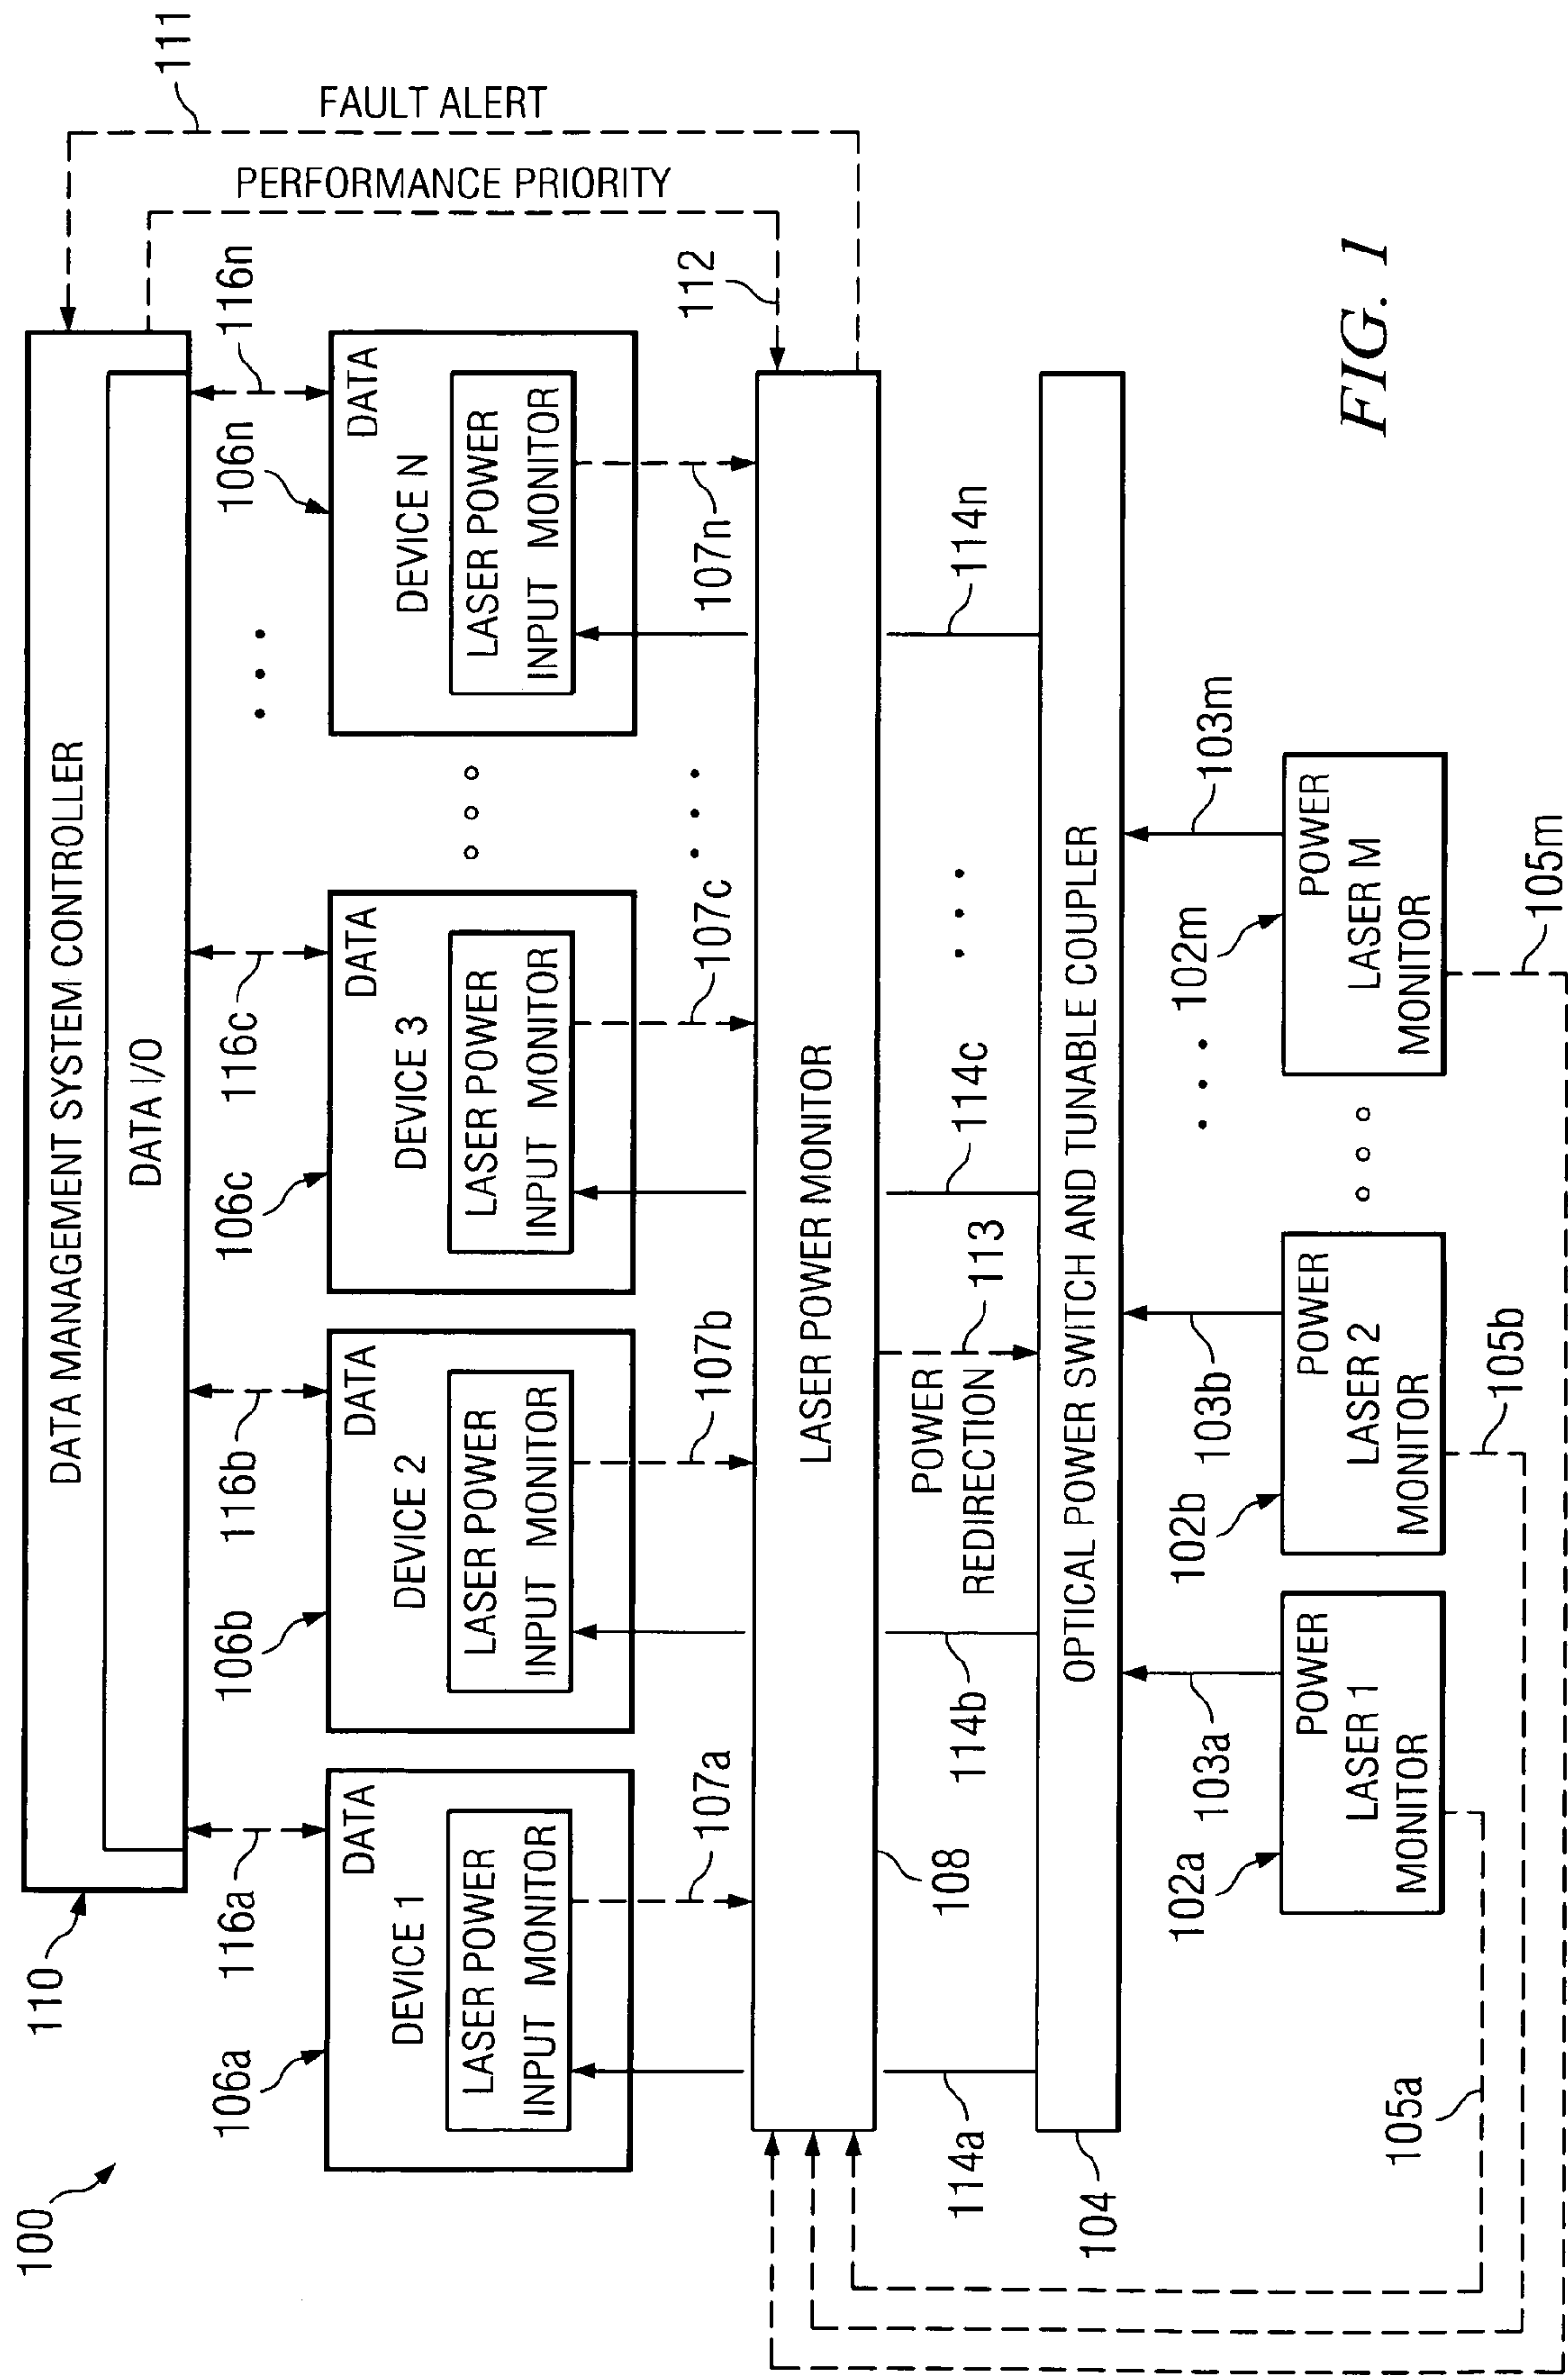 100
110
DATA MANAGEMENT SYSTEM CONTROLLER
DATA I/O
111
FAULT ALERT
PERFORMANCE PRIORITY
112
116a
116b
116c
116n
106a
DATA
DEVICE 1
LASER POWER
INPUT MONITOR
106b
DATA
DEVICE 2
LASER POWER
INPUT MONITOR
106c
DATA
DEVICE 3
LASER POWER
INPUT MONITOR
106n
DATA
DEVICE N
LASER POWER
INPUT MONITOR
107a
107b
107c
107n
LASER POWER MONITOR
108
114a
114b
POWER
REDIRECTION
113
114c
114n
104
OPTICAL POWER SWITCH AND TUNABLE COUPLER
102a
103a
102b
103b
102m
103m
POWER
LASER 1
MONITOR
POWER
LASER 2
MONITOR
POWER
LASER M
MONITOR
105a
105b
105m
FIG. 1